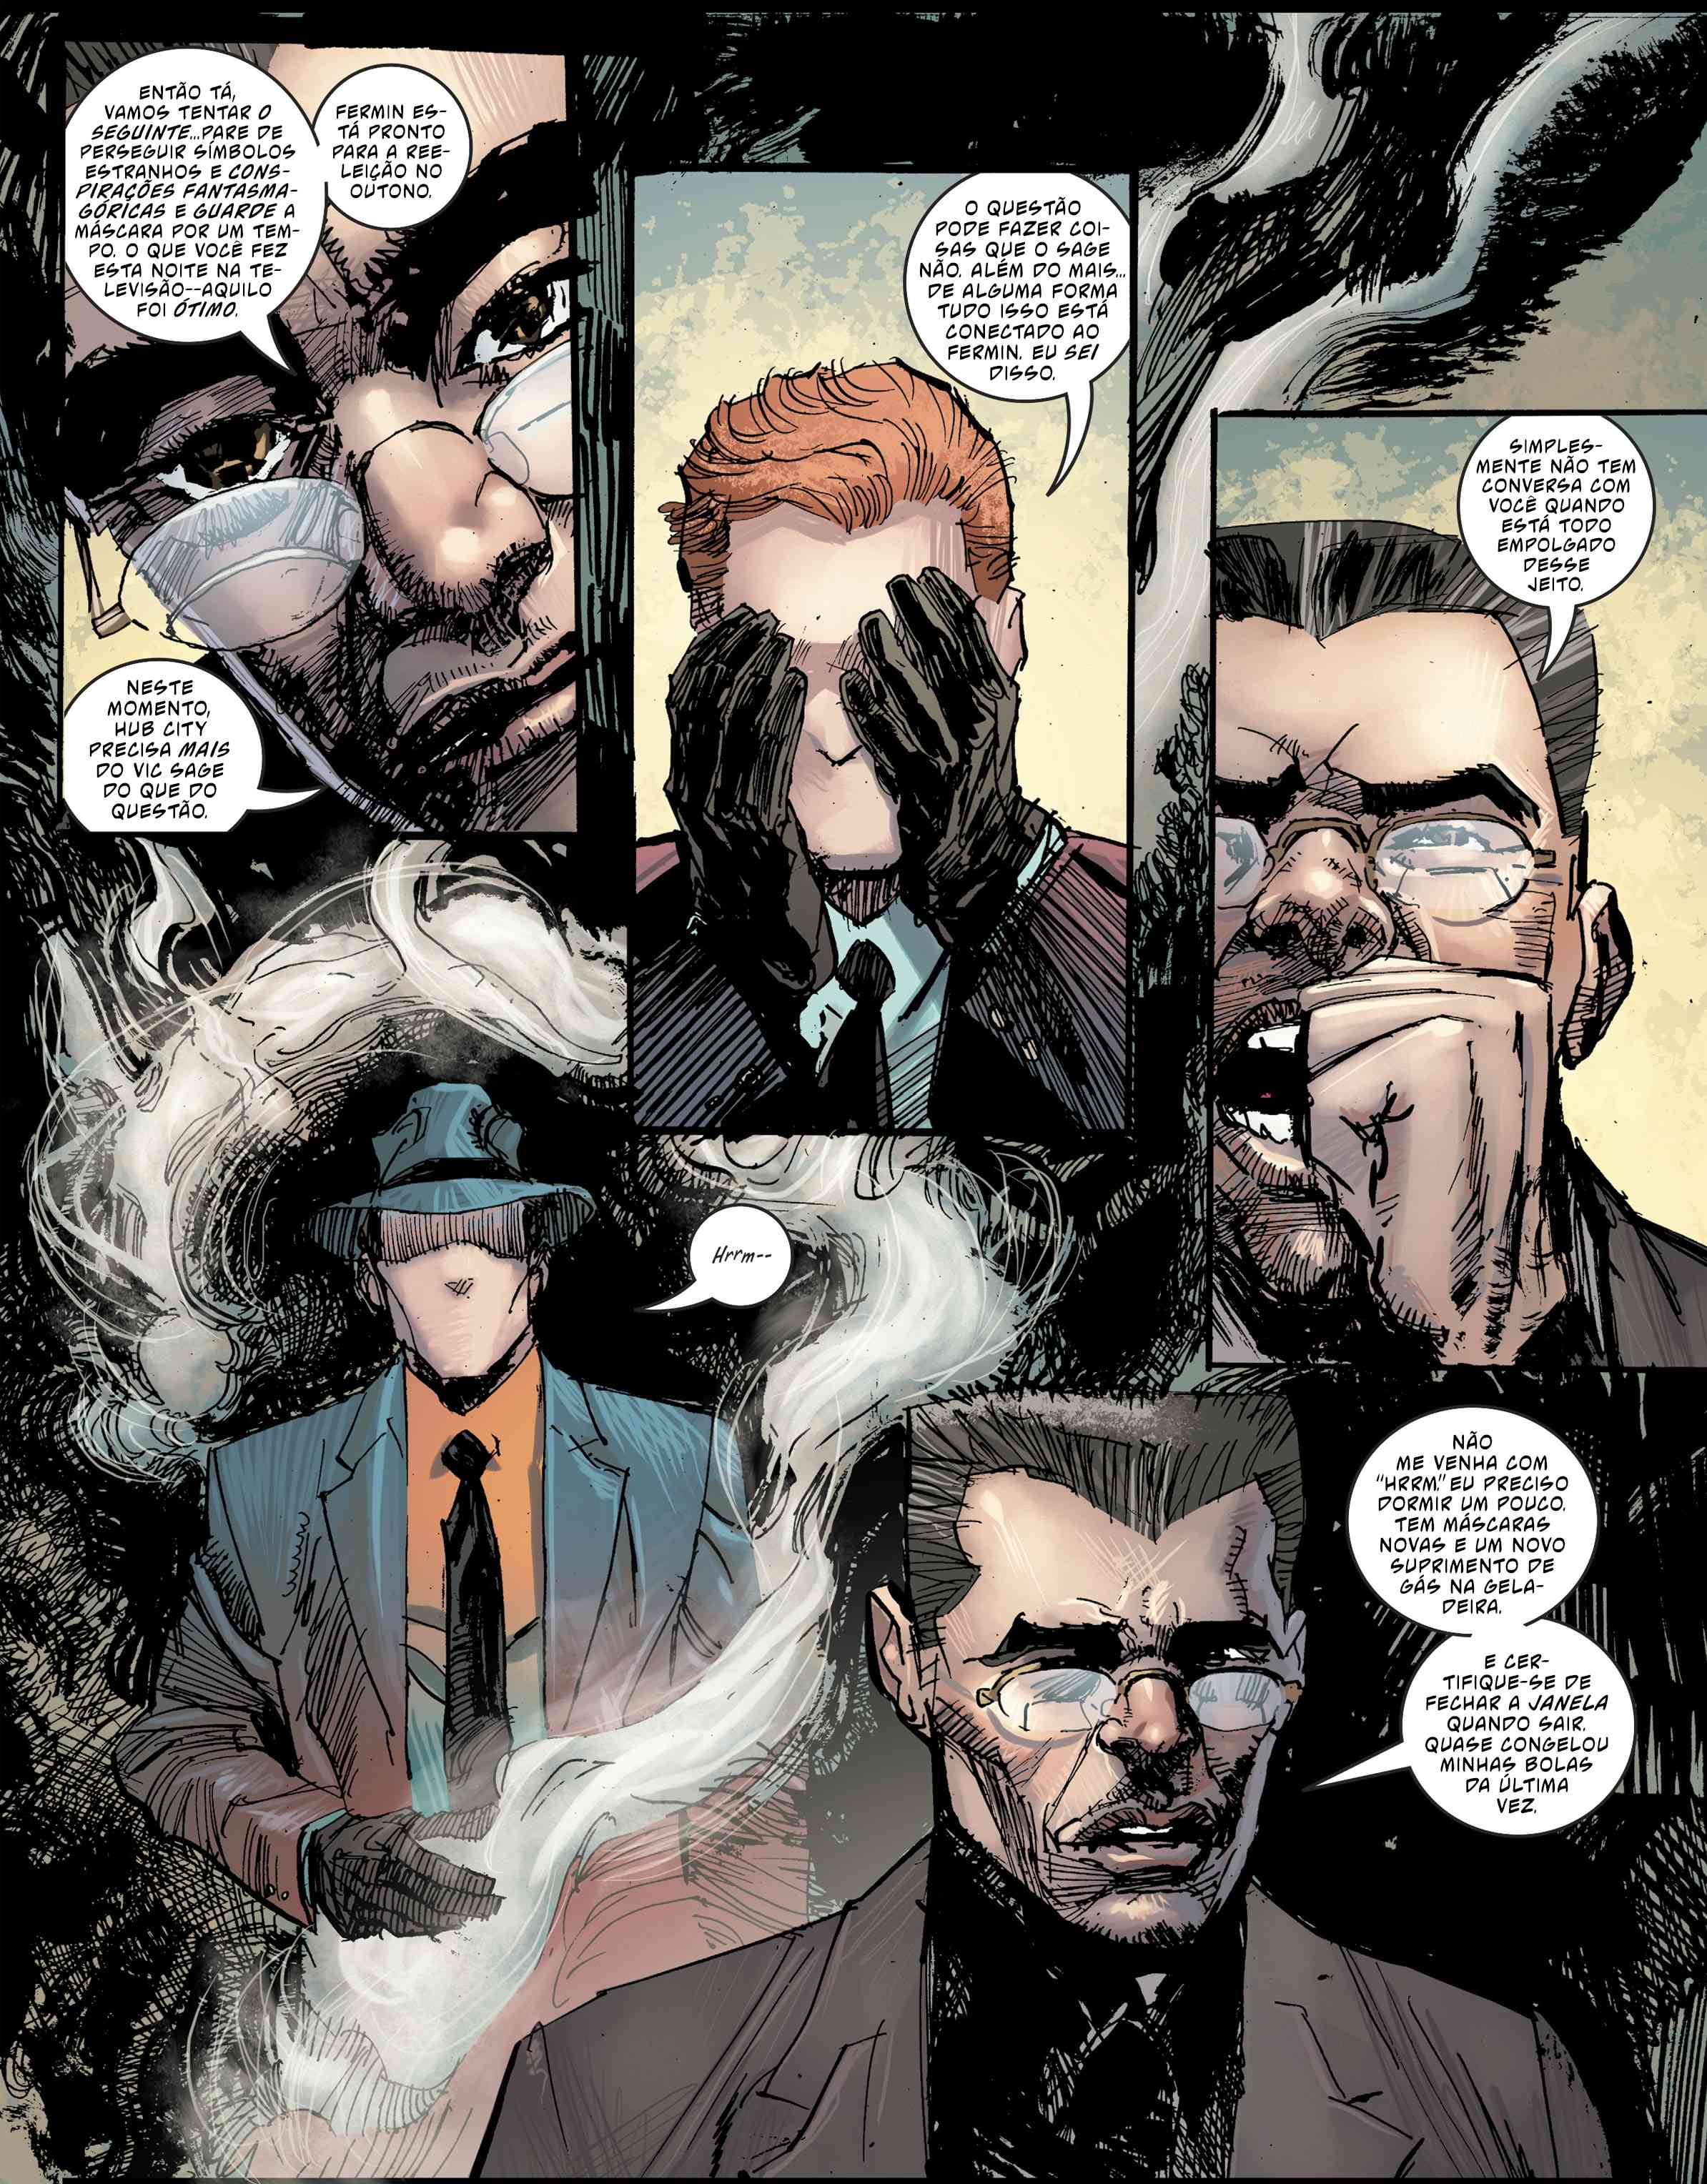 ENTÃO TÁ,
VAMOS TENTAR O
SEGUINTE...PARE DE
PERSEGUIR SÍMBOLOS
ESTRANHOS E CONS-
PIRAÇÕES FANTASMA-
GÓRICAS E GUARDE A
MÁSCARA POR UM TEM-
PO. O QUE VOCÊ FEZ
ESTA NOITE NA TE-
LEVISÃO--AQUILO
FOI ÓTIMO.
FERMIN ES-
TÁ PRONTO
PARA A REE-
LEIÇÃO NO
OUTONO.
NESTE
MOMENTO,
HUB CITY
PRECISA MAIS
DO VIC SAGE
DO QUE DO
QUESTÃO.
O QUESTÃO
PODE FAZER COI-
SAS QUE O SAGE
NÃO. ALÉM DO MAIS...
DE ALGUMA FORMA
TUDO ISSO ESTÁ
CONECTADO AO
FERMIN. EU SEI
DISSO.
SIMPLES-
MENTE NÃO TEM
CONVERSA COM
VOCÊ QUANDO
ESTÁ TODO
EMPOLGADO
DESSE
JEITO.
Hrrm--
NÃO
ME VENHA COM
“HRRM.” EU PRECISO
DORMIR UM POUCO.
TEM MÁSCARAS
NOVAS E UM NOVO
SUPRIMENTO DE
GÁS NA GELA-
DEIRA.
E CER-
TIFIQUE-SE DE
FECHAR A JANELA
QUANDO SAIR.
QUASE CONGELOU
MINHAS BOLAS
DA ÚLTIMA
VEZ.